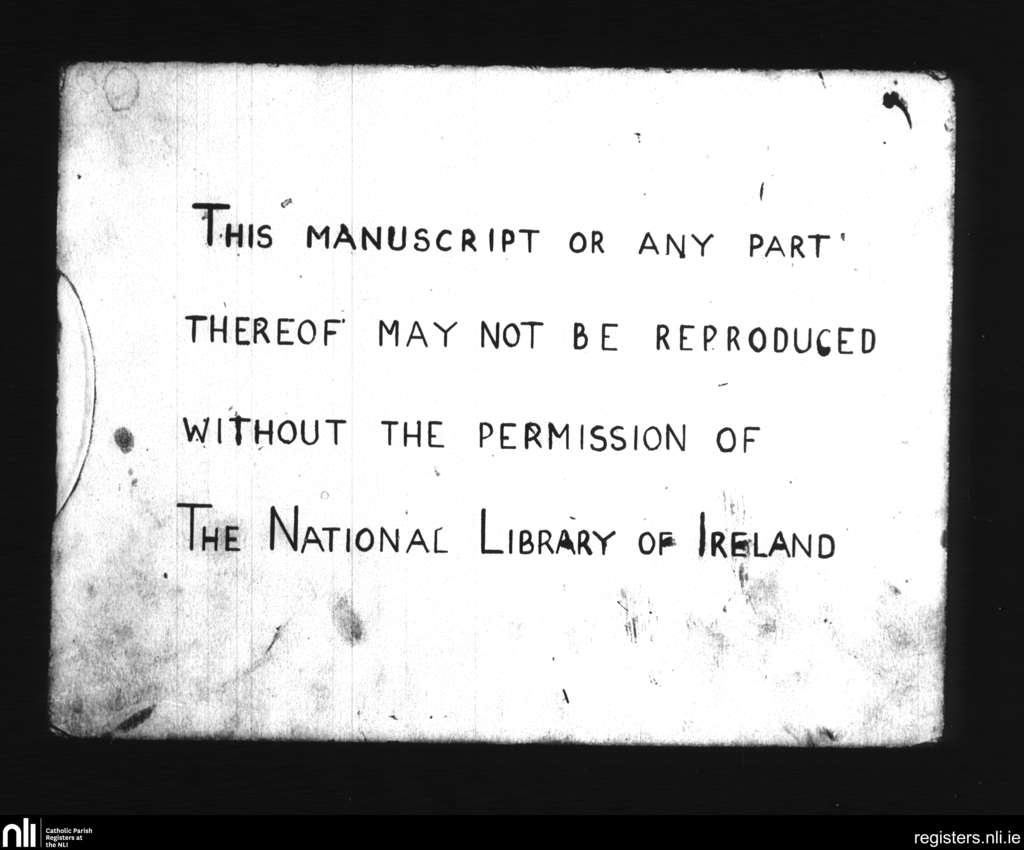 THIS MANUSCRIPT OR ANY PART
THEREOF MAY NOT BE REPRODUCED
WITHOUT THE PERMISSION OF
THE NATIONAL LIBRARY OF IRELAND
nli
Catholic Parish
Registers at
the NLI
registers.nli.ie